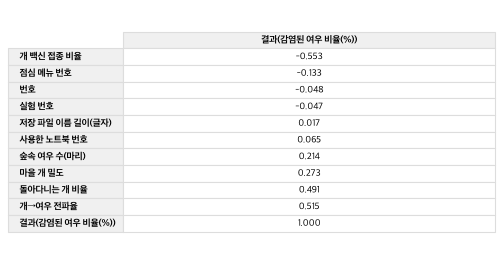 결과(감염된 여우 비율(%))
개 백신 접종 비율 -0.553
점심 메뉴 번호 -0.133
번호 -0.048
실험 번호 -0.047
저장 파일 이름 길이(글자) 0.017
사용한 노트북 번호 0.065
숲속 여우 수(마리) 0.214
마을 개 밀도 0.273
돌아다니는 개 비율 0.491
개→여우 전파율 0.515
결과(감염된 여우 비율(%)) 1.000